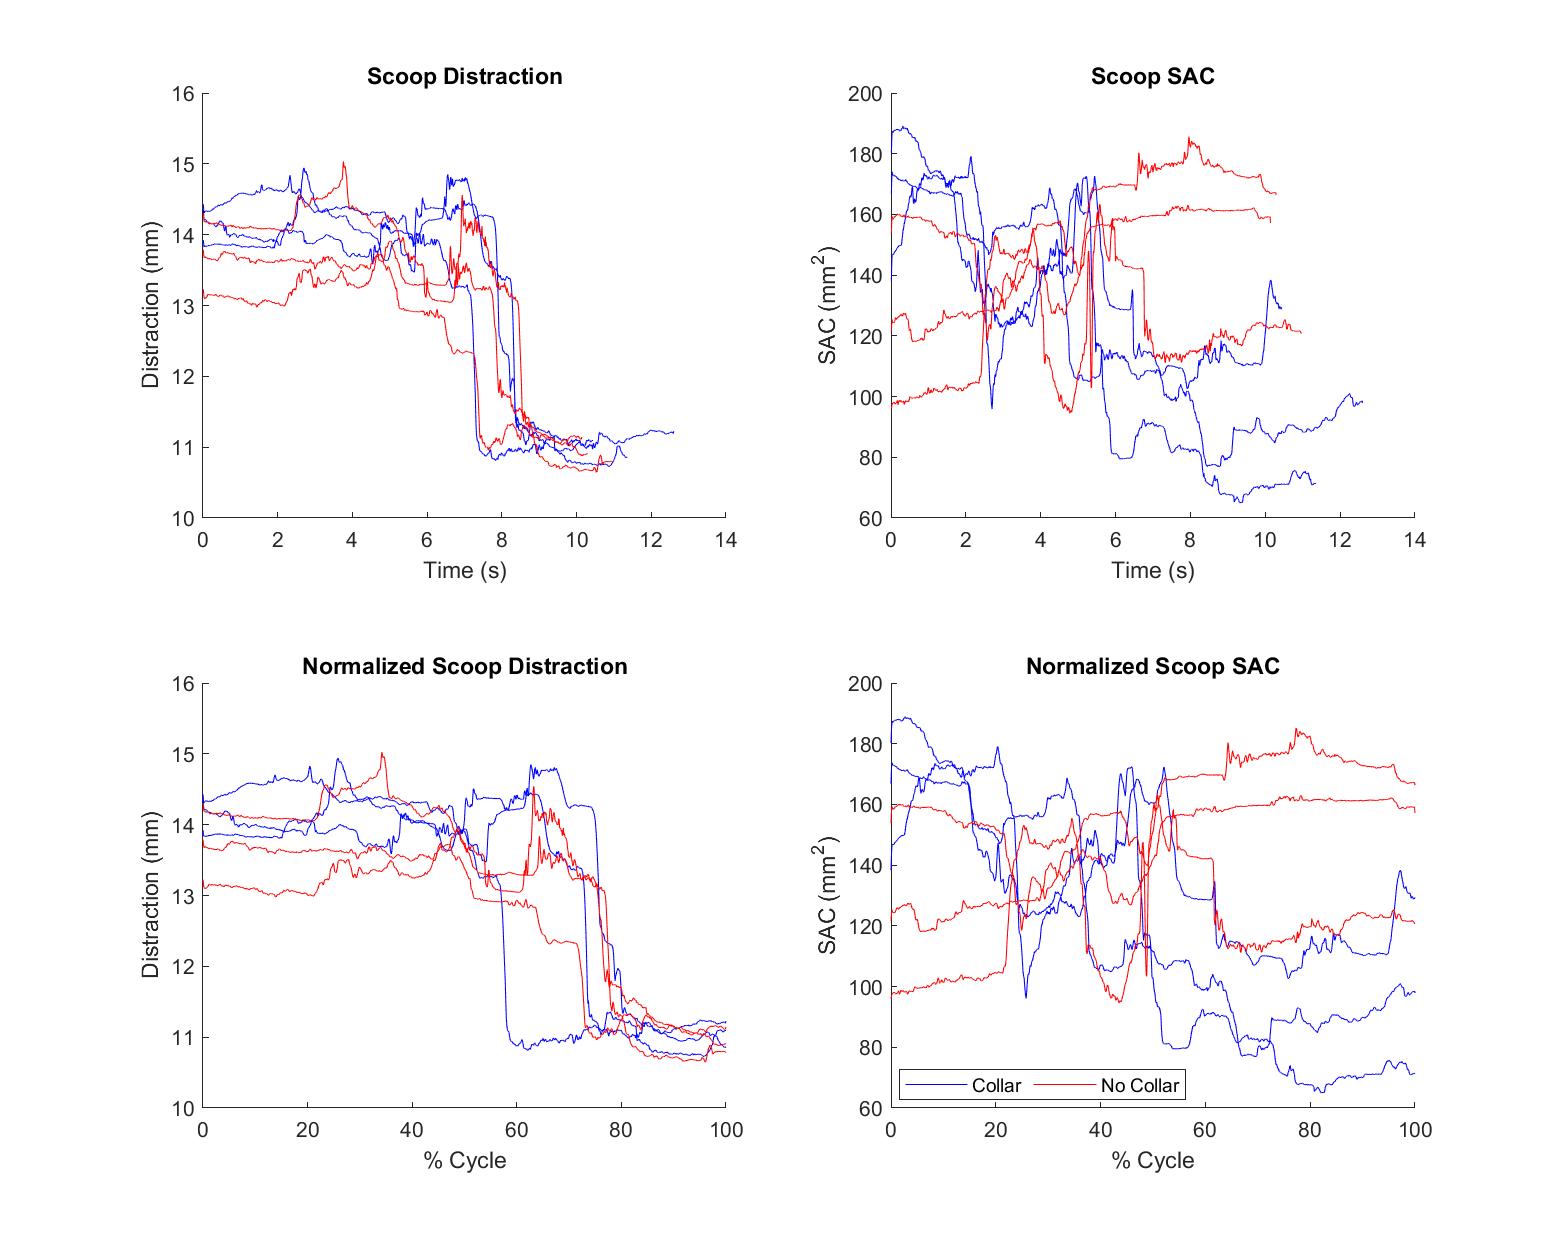 Scoop Distraction
16
15
14
13
12
11
10
Distraction (mm)
0 2 4 6 8 10 12 14
Time (s)
Scoop SAC
200
180
160
140
120
100
80
60
SAC (mm²)
0 2 4 6 8 10 12 14
Time (s)
Normalized Scoop Distraction
16
15
14
13
12
11
10
Distraction (mm)
0 20 40 60 80 100
% Cycle
Normalized Scoop SAC
200
180
160
140
120
100
80
60
SAC (mm²)
Collar No Collar
0 20 40 60 80 100
% Cycle